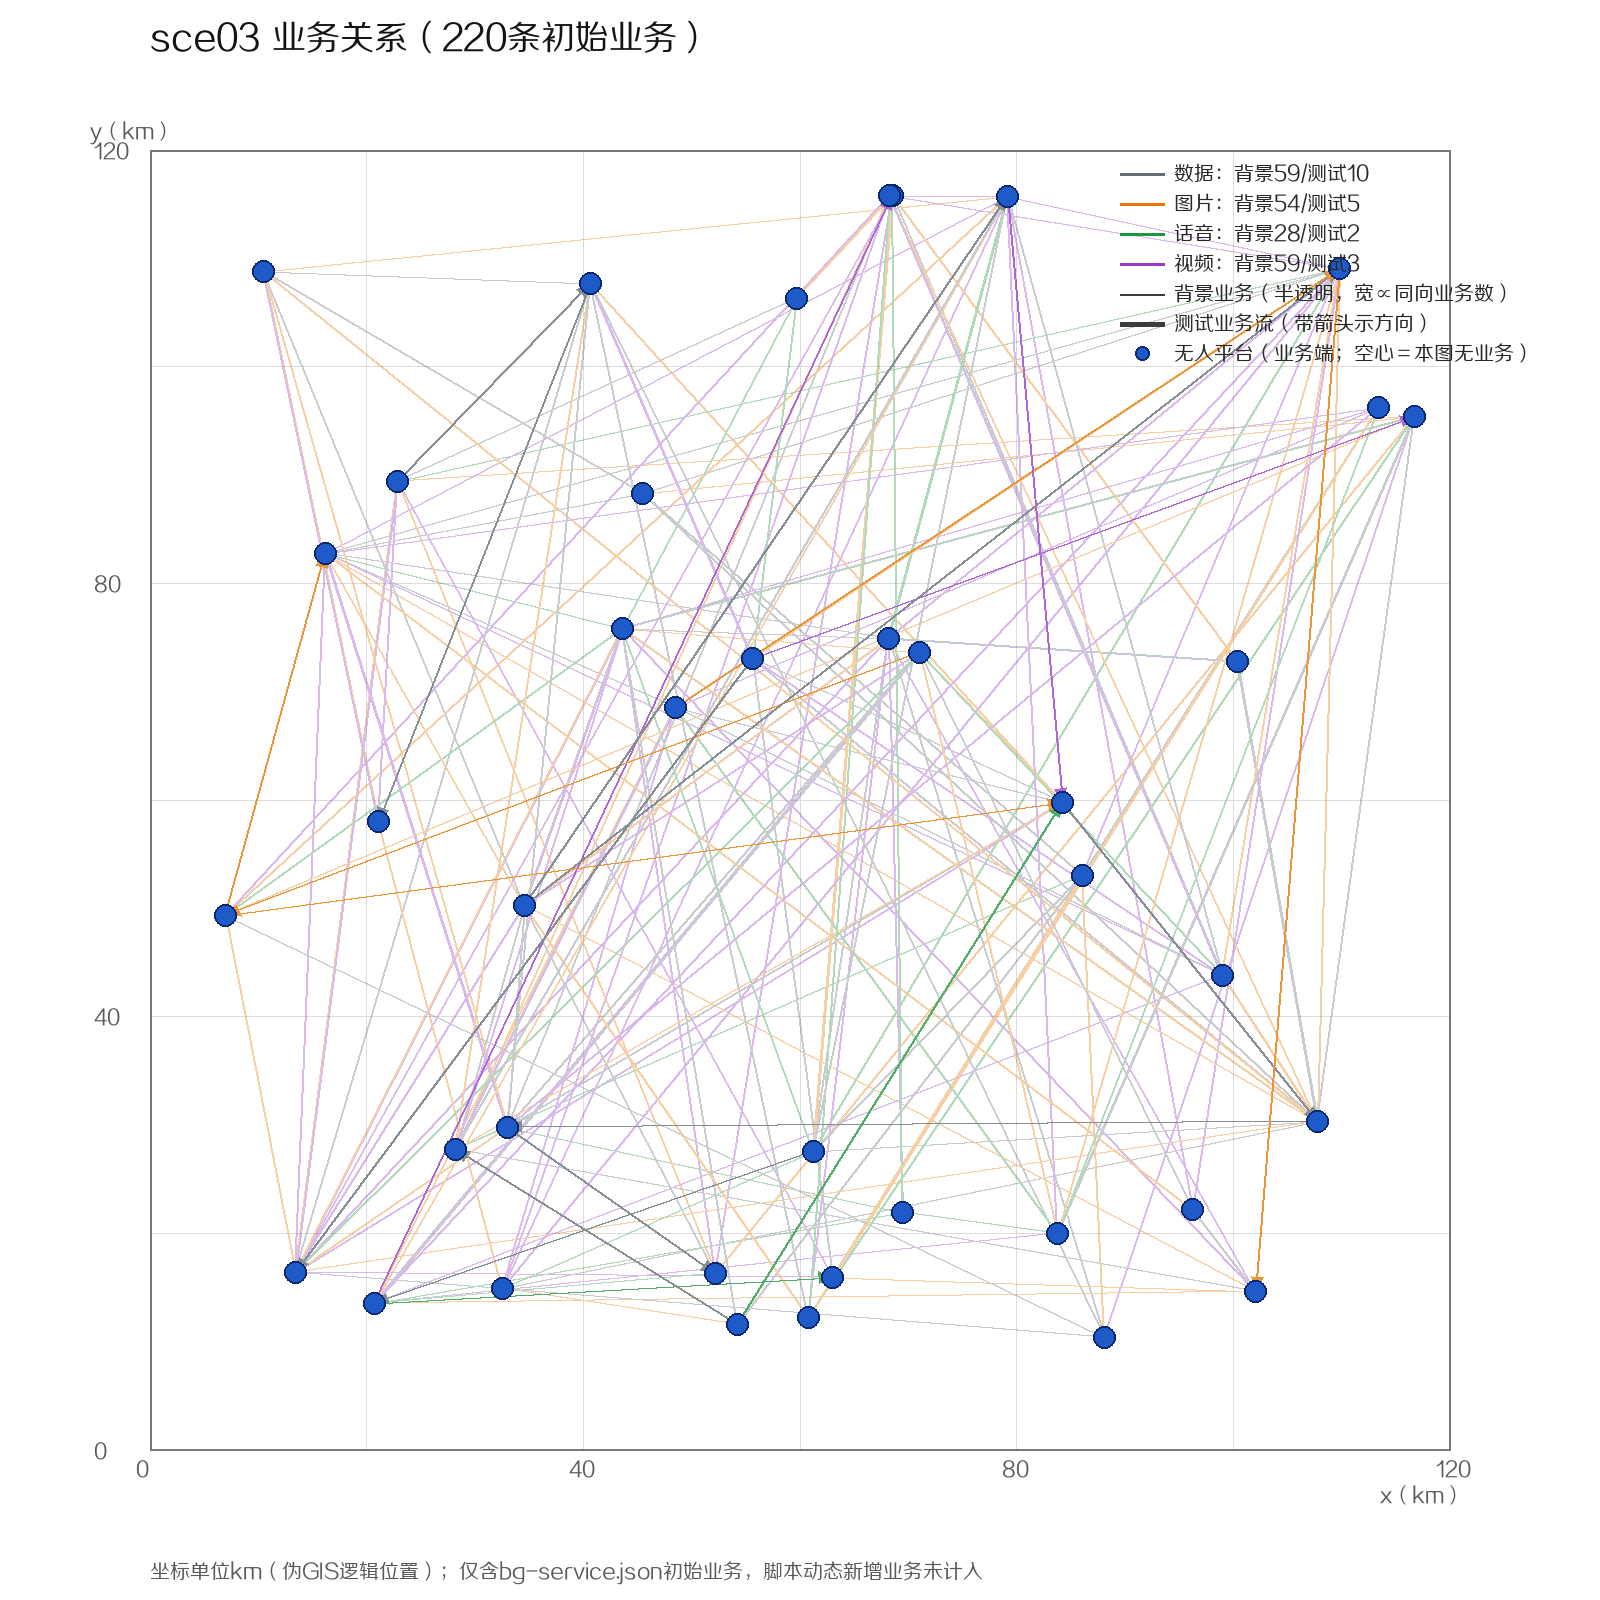 sce03 业务关系（220条初始业务）
y（km）
120
数据：背景59/测试10
图片：背景54/测试5
话音：背景28/测试2
视频：背景59/测试3
背景业务（半透明，宽∝同向业务数）
测试业务流（带箭头示方向）
无人平台（业务端；空心＝本图无业务）
80
40
0
0 40 80 120
x（km）
坐标单位km（伪GIS逻辑位置）；仅含bg-service.json初始业务，脚本动态新增业务未计入